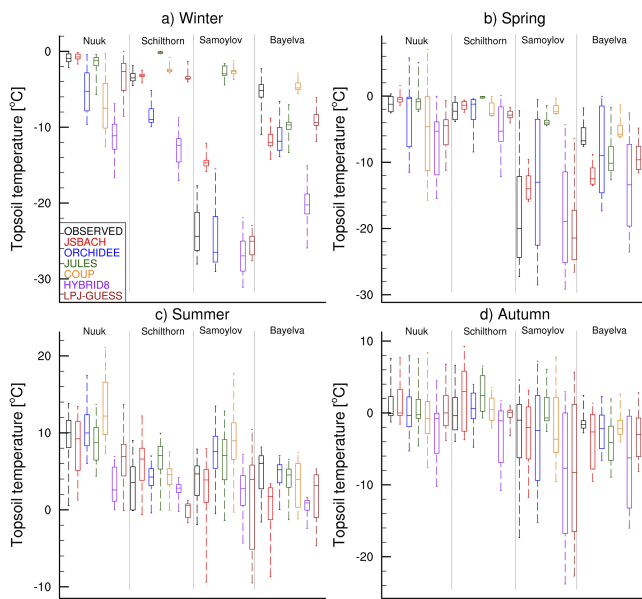 a) Winter
Nuuk Schilthorn Samoylov Bayelva
Topsoil temperature [°C]
0
-10
-20
-30
OBSERVED
JSBACH
ORCHIDEE
JULES
COUP
HYBRID8
LPJ-GUESS
b) Spring
Nuuk Schilthorn Samoylov Bayelva
Topsoil temperature [°C]
0
-10
-20
-30
c) Summer
Nuuk Schilthorn Samoylov Bayelva
Topsoil temperature [°C]
20
10
0
-10
d) Autumn
Nuuk Schilthorn Samoylov Bayelva
Topsoil temperature [°C]
10
0
-10
-20